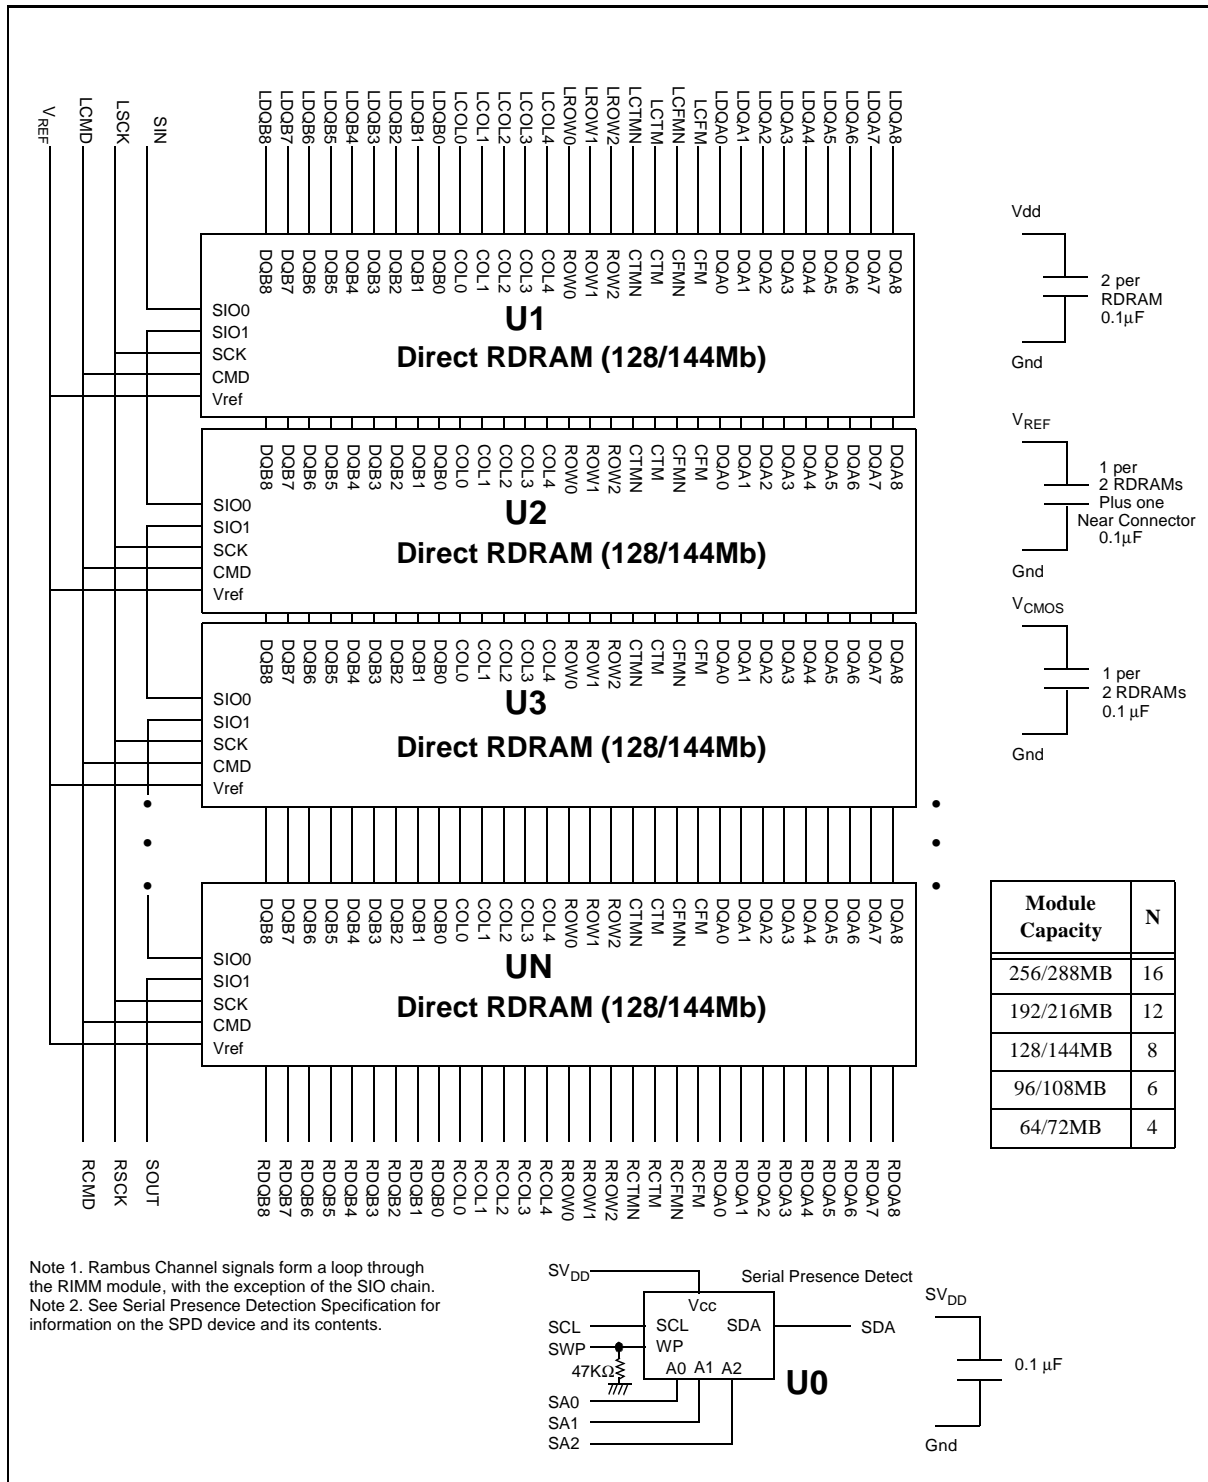 VREF LCMD LSCK SIN LDQB8 LDQB7 LDQB6 LDQB5 LDQB4 LDQB3 LDQB2 LDQB1 LDQB0 LCOL0 LCOL1 LCOL2 LCOL3 LCOL4 LROW0 LROW1 LROW2 LCTMN LCTM LCFMN LCFM LDQA0 LDQA1 LDQA2 LDQA3 LDQA4 LDQA5 LDQA6 LDQA7 LDQA8
DQB8 DQB7 DQB6 DQB5 DQB4 DQB3 DQB2 DQB1 DQB0 COL0 COL1 COL2 COL3 COL4 ROW0 ROW1 ROW2 CTMN CTM CFMN CFM DQA0 DQA1 DQA2 DQA3 DQA4 DQA5 DQA6 DQA7 DQA8
SIO0
SIO1
SCK
CMD
Vref
U1
Direct RDRAM (128/144Mb)
DQB8 DQB7 DQB6 DQB5 DQB4 DQB3 DQB2 DQB1 DQB0 COL0 COL1 COL2 COL3 COL4 ROW0 ROW1 ROW2 CTMN CTM CFMN CFM DQA0 DQA1 DQA2 DQA3 DQA4 DQA5 DQA6 DQA7 DQA8
SIO0
SIO1
SCK
CMD
Vref
U2
Direct RDRAM (128/144Mb)
DQB8 DQB7 DQB6 DQB5 DQB4 DQB3 DQB2 DQB1 DQB0 COL0 COL1 COL2 COL3 COL4 ROW0 ROW1 ROW2 CTMN CTM CFMN CFM DQA0 DQA1 DQA2 DQA3 DQA4 DQA5 DQA6 DQA7 DQA8
SIO0
SIO1
SCK
CMD
Vref
U3
Direct RDRAM (128/144Mb)
DQB8 DQB7 DQB6 DQB5 DQB4 DQB3 DQB2 DQB1 DQB0 COL0 COL1 COL2 COL3 COL4 ROW0 ROW1 ROW2 CTMN CTM CFMN CFM DQA0 DQA1 DQA2 DQA3 DQA4 DQA5 DQA6 DQA7 DQA8
SIO0
SIO1
SCK
CMD
Vref
UN
Direct RDRAM (128/144Mb)
RCMD RSCK SOUT RDQB8 RDQB7 RDQB6 RDQB5 RDQB4 RDQB3 RDQB2 RDQB1 RDQB0 RCOL0 RCOL1 RCOL2 RCOL3 RCOL4 RROW0 RROW1 RROW2 RCTMN RCTM RCFMN RCFM RDQA0 RDQA1 RDQA2 RDQA3 RDQA4 RDQA5 RDQA6 RDQA7 RDQA8
Vdd
2 per
RDRAM
0.1µF
Gnd
VREF
1 per
2 RDRAMs
Plus one
Near Connector
0.1µF
Gnd
VCMOS
1 per
2 RDRAMs
0.1 µF
Gnd
Module Capacity N
256/288MB 16
192/216MB 12
128/144MB 8
96/108MB 6
64/72MB 4
Note 1. Rambus Channel signals form a loop through
the RIMM module, with the exception of the SIO chain.
Note 2. See Serial Presence Detection Specification for
information on the SPD device and its contents.
SVDD
Serial Presence Detect
Vcc
SCL SCL SDA SDA
SWP WP
47KΩ
A0 A1 A2
U0
SA0
SA1
SA2
SVDD
0.1 µF
Gnd